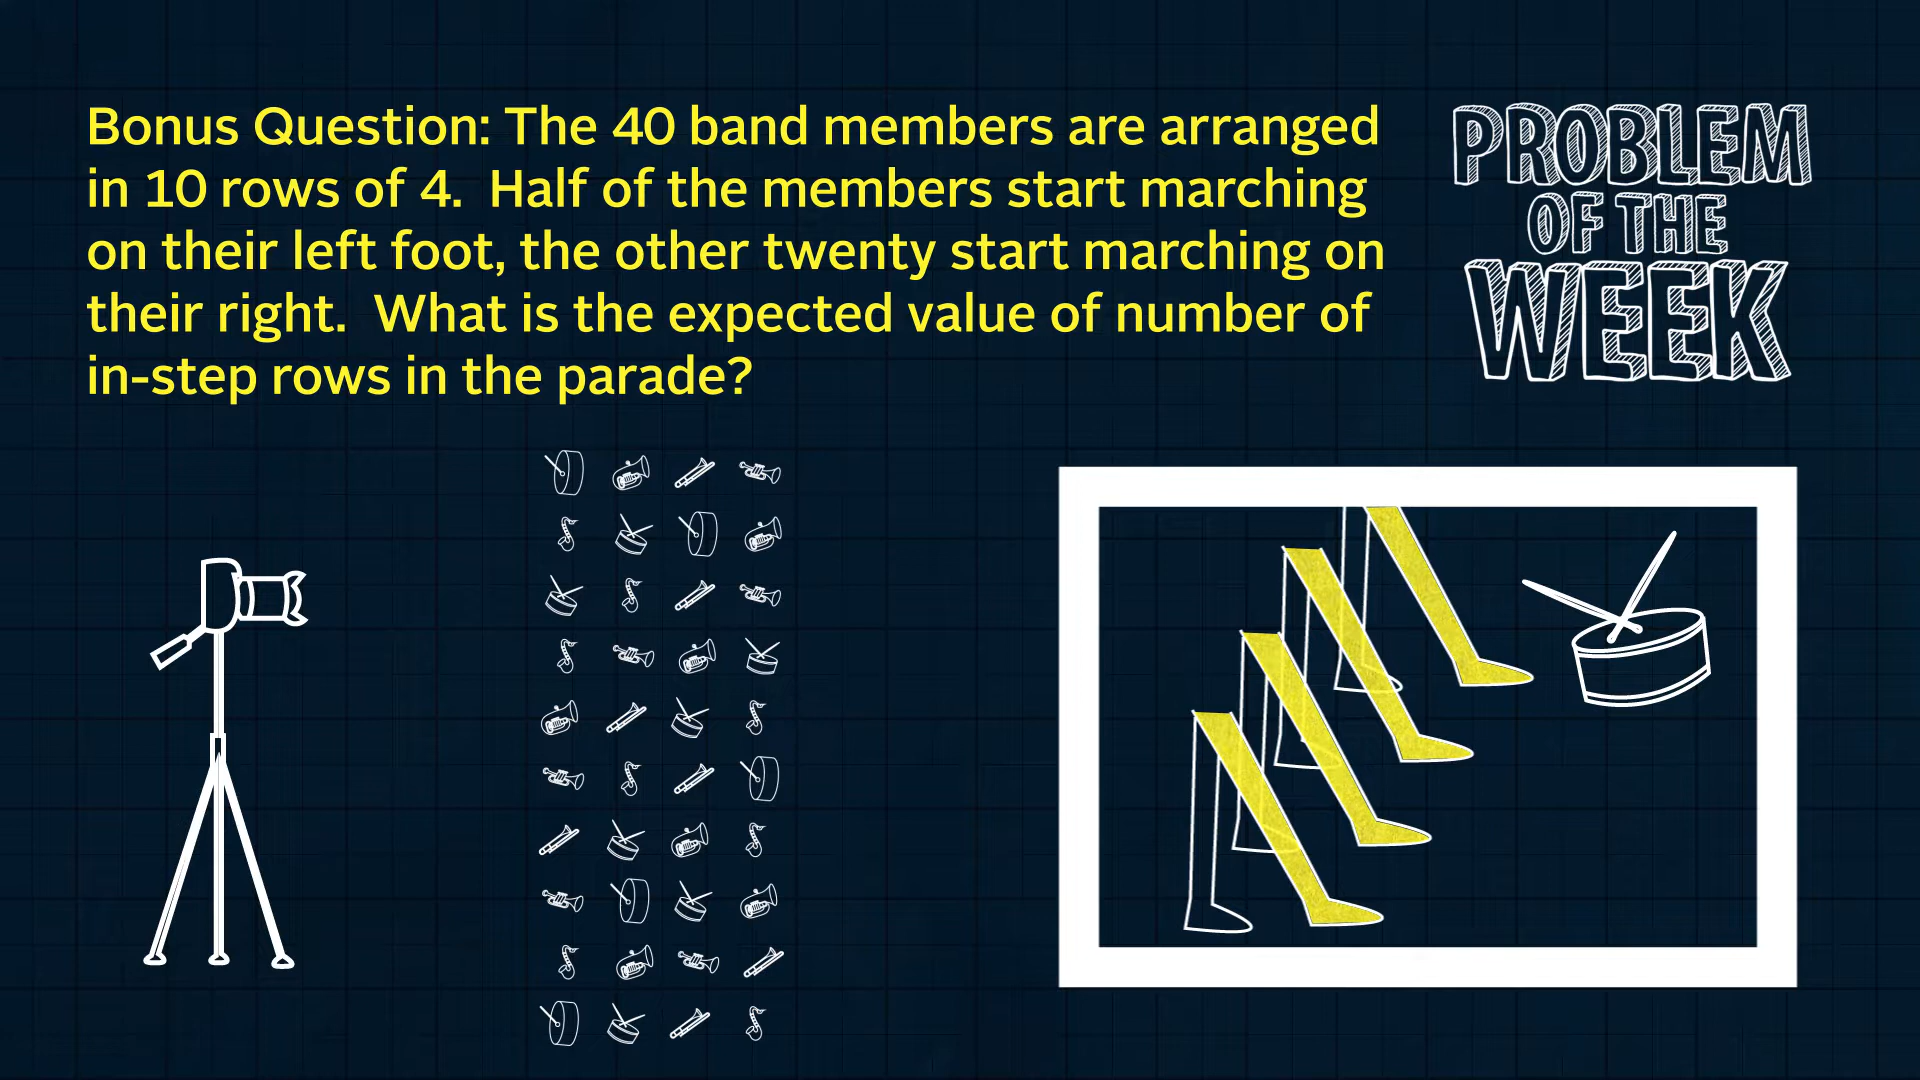 Bonus Question: The 40 band members are arranged
in 10 rows of 4.  Half of the members start marching
on their left foot, the other twenty start marching on
their right.  What is the expected value of number of
in-step rows in the parade?
PROBLEM
OF THE
WEEK